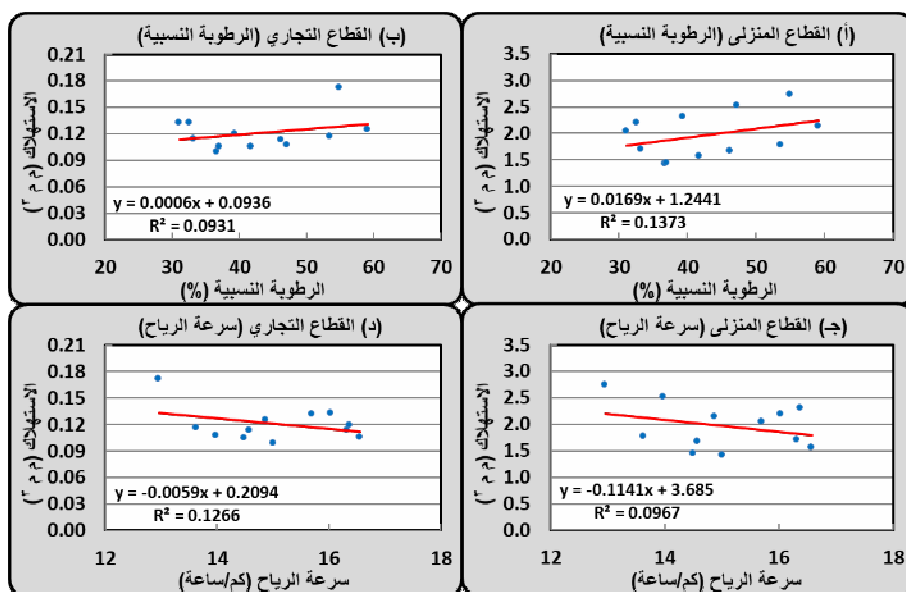 (أ) القطاع المنزلى (الرطوبة النسبية)
الاستهلاك (م م ٣)
3.5
3.0
2.5
2.0
1.5
1.0
0.5
0.0
y = 0.0169x + 1.2441
R² = 0.1373
20 30 40 50 60 70
الرطوبة النسبية (%)
(ب) القطاع التجاري (الرطوبة النسبية)
الاستهلاك (م م ٣)
0.21
0.18
0.15
0.12
0.09
0.06
0.03
0.00
y = 0.0006x + 0.0936
R² = 0.0931
20 30 40 50 60 70
الرطوبة النسبية (%)
(جـ) القطاع المنزلى (سرعة الرياح)
الاستهلاك (م م ٣)
3.5
3.0
2.5
2.0
1.5
1.0
0.5
0.0
y = -0.1141x + 3.685
R² = 0.0967
12 14 16 18
سرعة الرياح (كم/ساعة)
(د) القطاع التجاري (سرعة الرياح)
الاستهلاك (م م ٣)
0.21
0.18
0.15
0.12
0.09
0.06
0.03
0.00
y = -0.0059x + 0.2094
R² = 0.1266
12 14 16 18
سرعة الرياح (كم/ساعة)